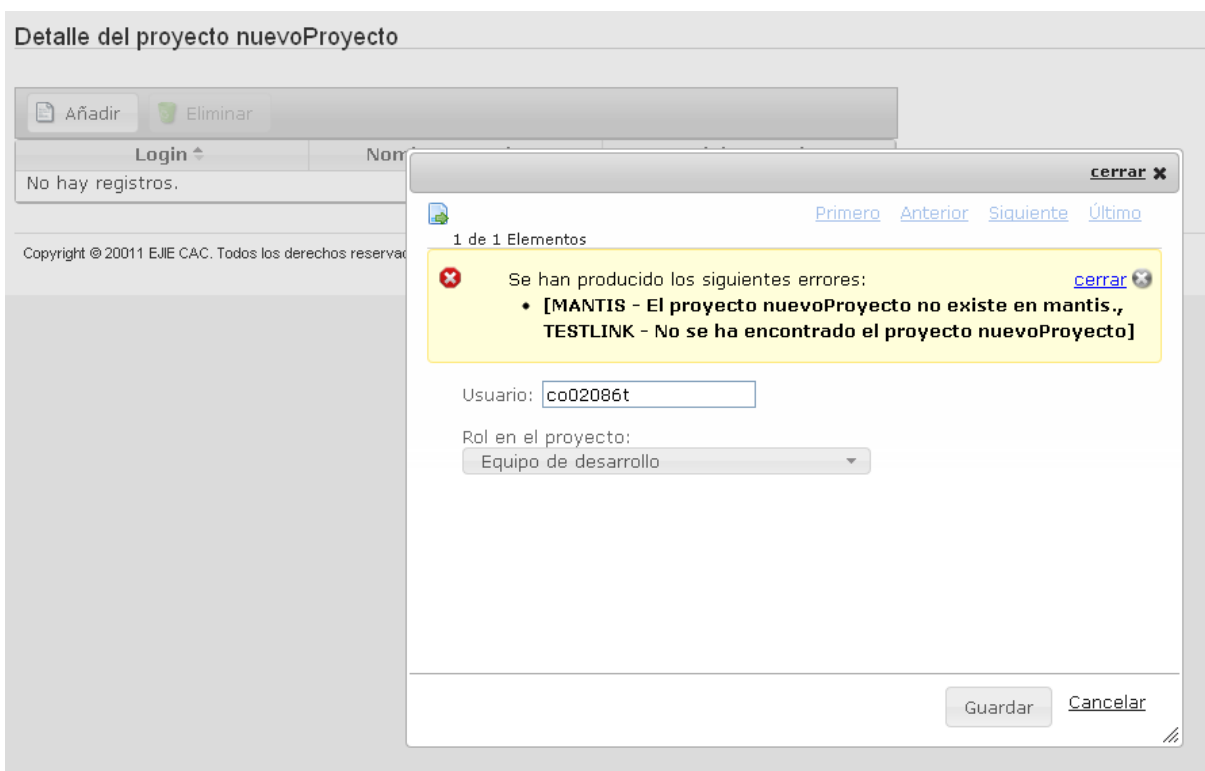 Detalle del proyecto nuevoProyecto
Añadir Eliminar
Login
No hay registros.
Copyright © 20011 EJIE CAC. Todos los derechos
cerrar
Primero Anterior Siguiente Último
1 de 1 Elementos
Se han producido los siguientes errores: cerrar
• [MANTIS - El proyecto nuevoProyecto no existe en mantis.,
TESTLINK - No se ha encontrado el proyecto nuevoProyecto]
Usuario: co02086t
Rol en el proyecto:
Equipo de desarrollo
Guardar Cancelar